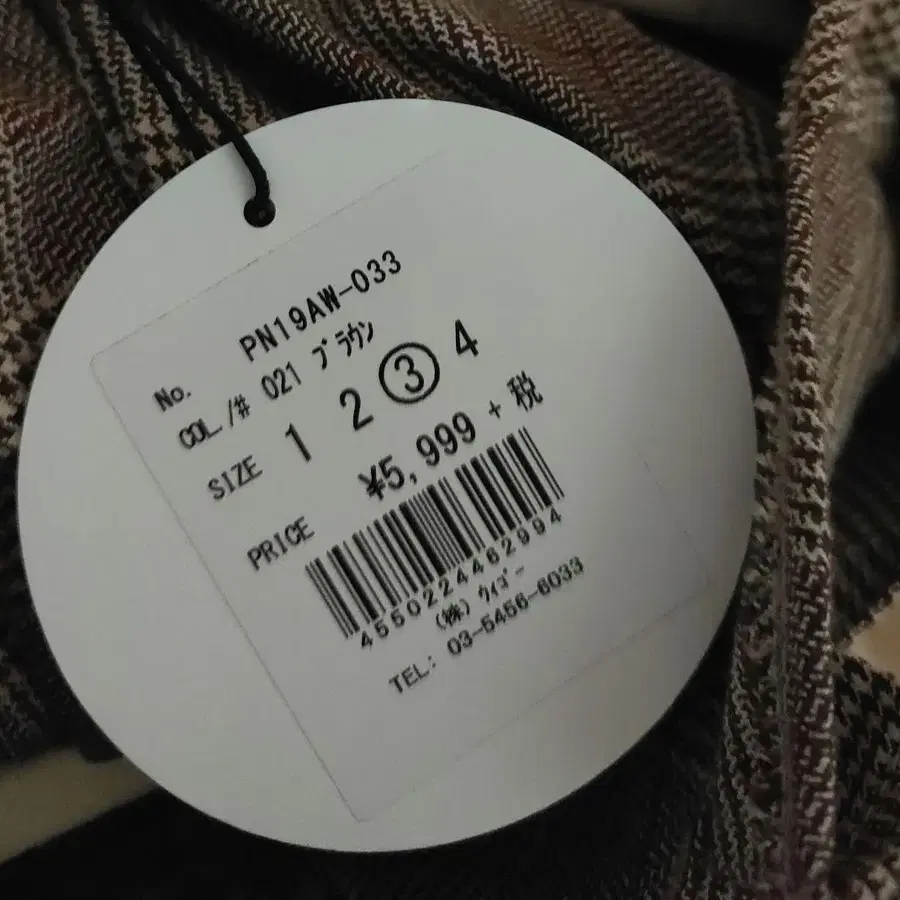 No. PN19AW-033
COL./# 021 ﾌﾞﾗｳﾝ
SIZE 1 2 ③ 4
PRICE ¥5,999 + 税
4550224462994
(株) ｳｨｺﾞｰ
TEL: 03-5456-6033